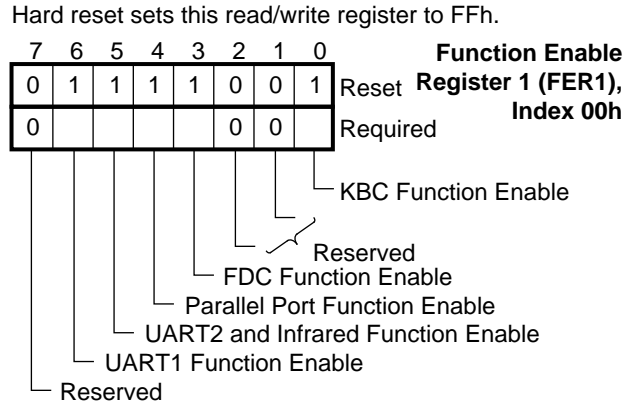 Hard reset sets this read/write register to FFh.
7 6 5 4 3 2 1 0
Function Enable
Register 1 (FER1),
Index 00h
0 1 1 1 1 0 0 1 Reset
0 0 0 Required
KBC Function Enable
Reserved
FDC Function Enable
Parallel Port Function Enable
UART2 and Infrared Function Enable
UART1 Function Enable
Reserved